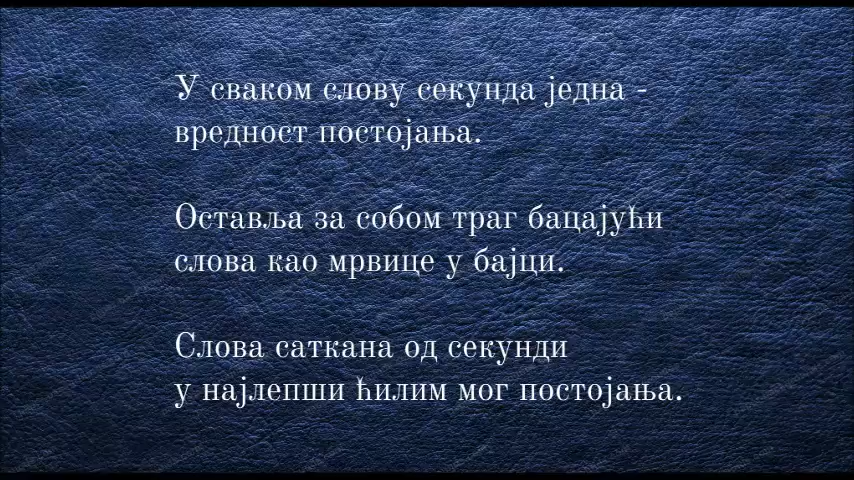 У сваком слову секунда једна -
вредност постојања.
Оставља за собом траг бацајући
слова као мрвице у бајци.
Слова саткана од секунди
у најлепши ћилим мог постојања.